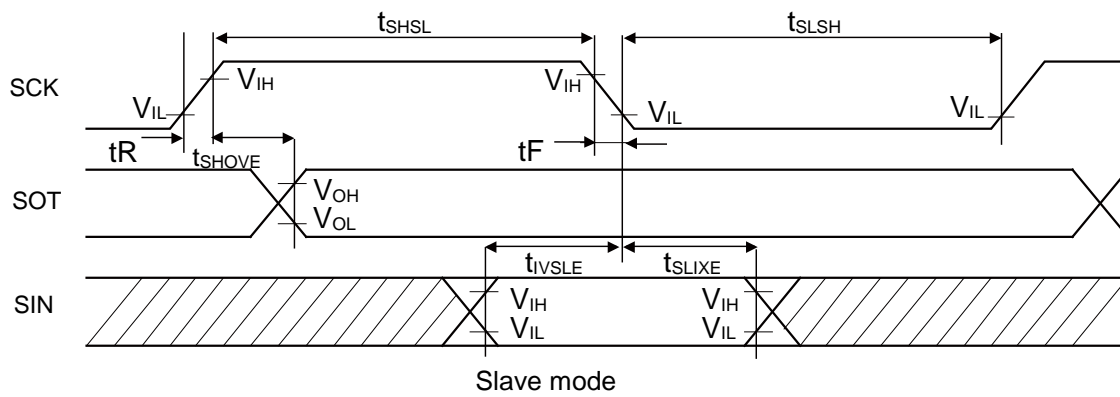 tSHSL tSLSH
SCK VIH VIH
VIL VIL VIL
tR tSHOVE tF
SOT VOH
VOL
tIVSLE tSLIXE
SIN VIH VIH
VIL VIL
Slave mode